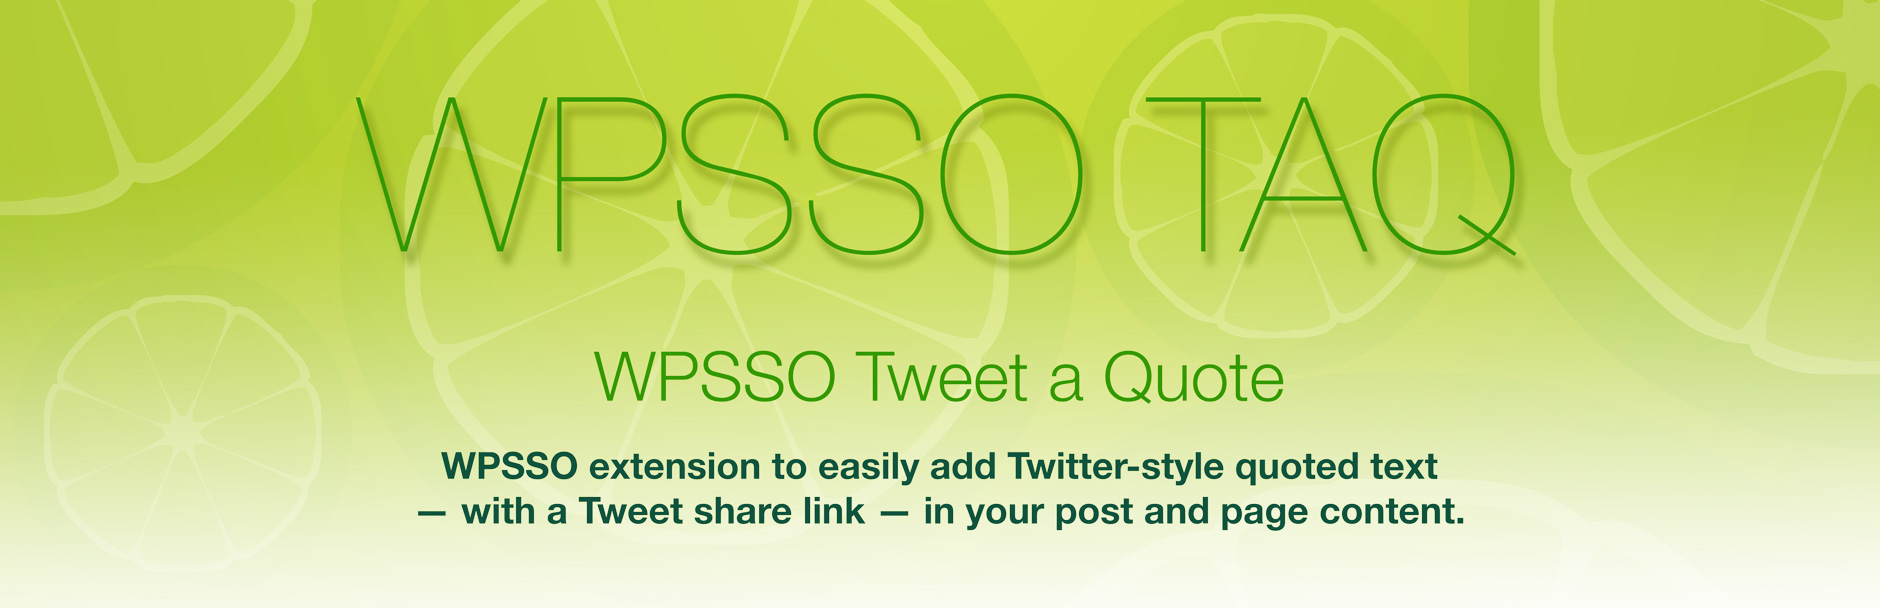 WPSSO TAQ
WPSSO Tweet a Quote
WPSSO extension to easily add Twitter-style quoted text
— with a Tweet share link — in your post and page content.